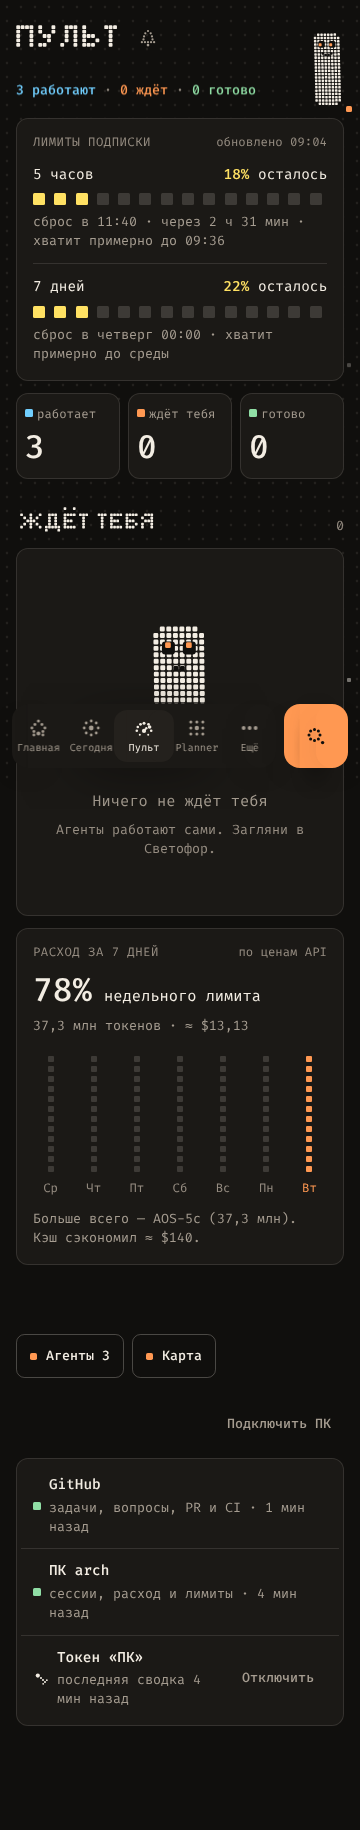 ПУЛЬТ
3 работают · 0 ждёт · 0 готово
ЛИМИТЫ ПОДПИСКИ обновлено 09:04
5 часов 18% осталось
сброс в 11:40 · через 2 ч 31 мин ·
хватит примерно до 09:36
7 дней 22% осталось
сброс в четверг 00:00 · хватит
примерно до среды
работает ждёт тебя готово
3 0 0
ЖДЁТ ТЕБЯ 0
Главная Сегодня Пульт Planner Ещё
Ничего не ждёт тебя
Агенты работают сами. Загляни в
Светофор.
РАСХОД ЗА 7 ДНЕЙ по ценам API
78% недельного лимита
37,3 млн токенов · ≈ $13,13
Ср Чт Пт Сб Вс Пн Вт
Больше всего — AOS-5c (37,3 млн).
Кэш сэкономил ≈ $140.
Агенты 3 Карта
Подключить ПК
GitHub
задачи, вопросы, PR и CI · 1 мин
назад
ПК arch
сессии, расход и лимиты · 4 мин
назад
Токен «ПК»
последняя сводка 4
мин назад
Отключить